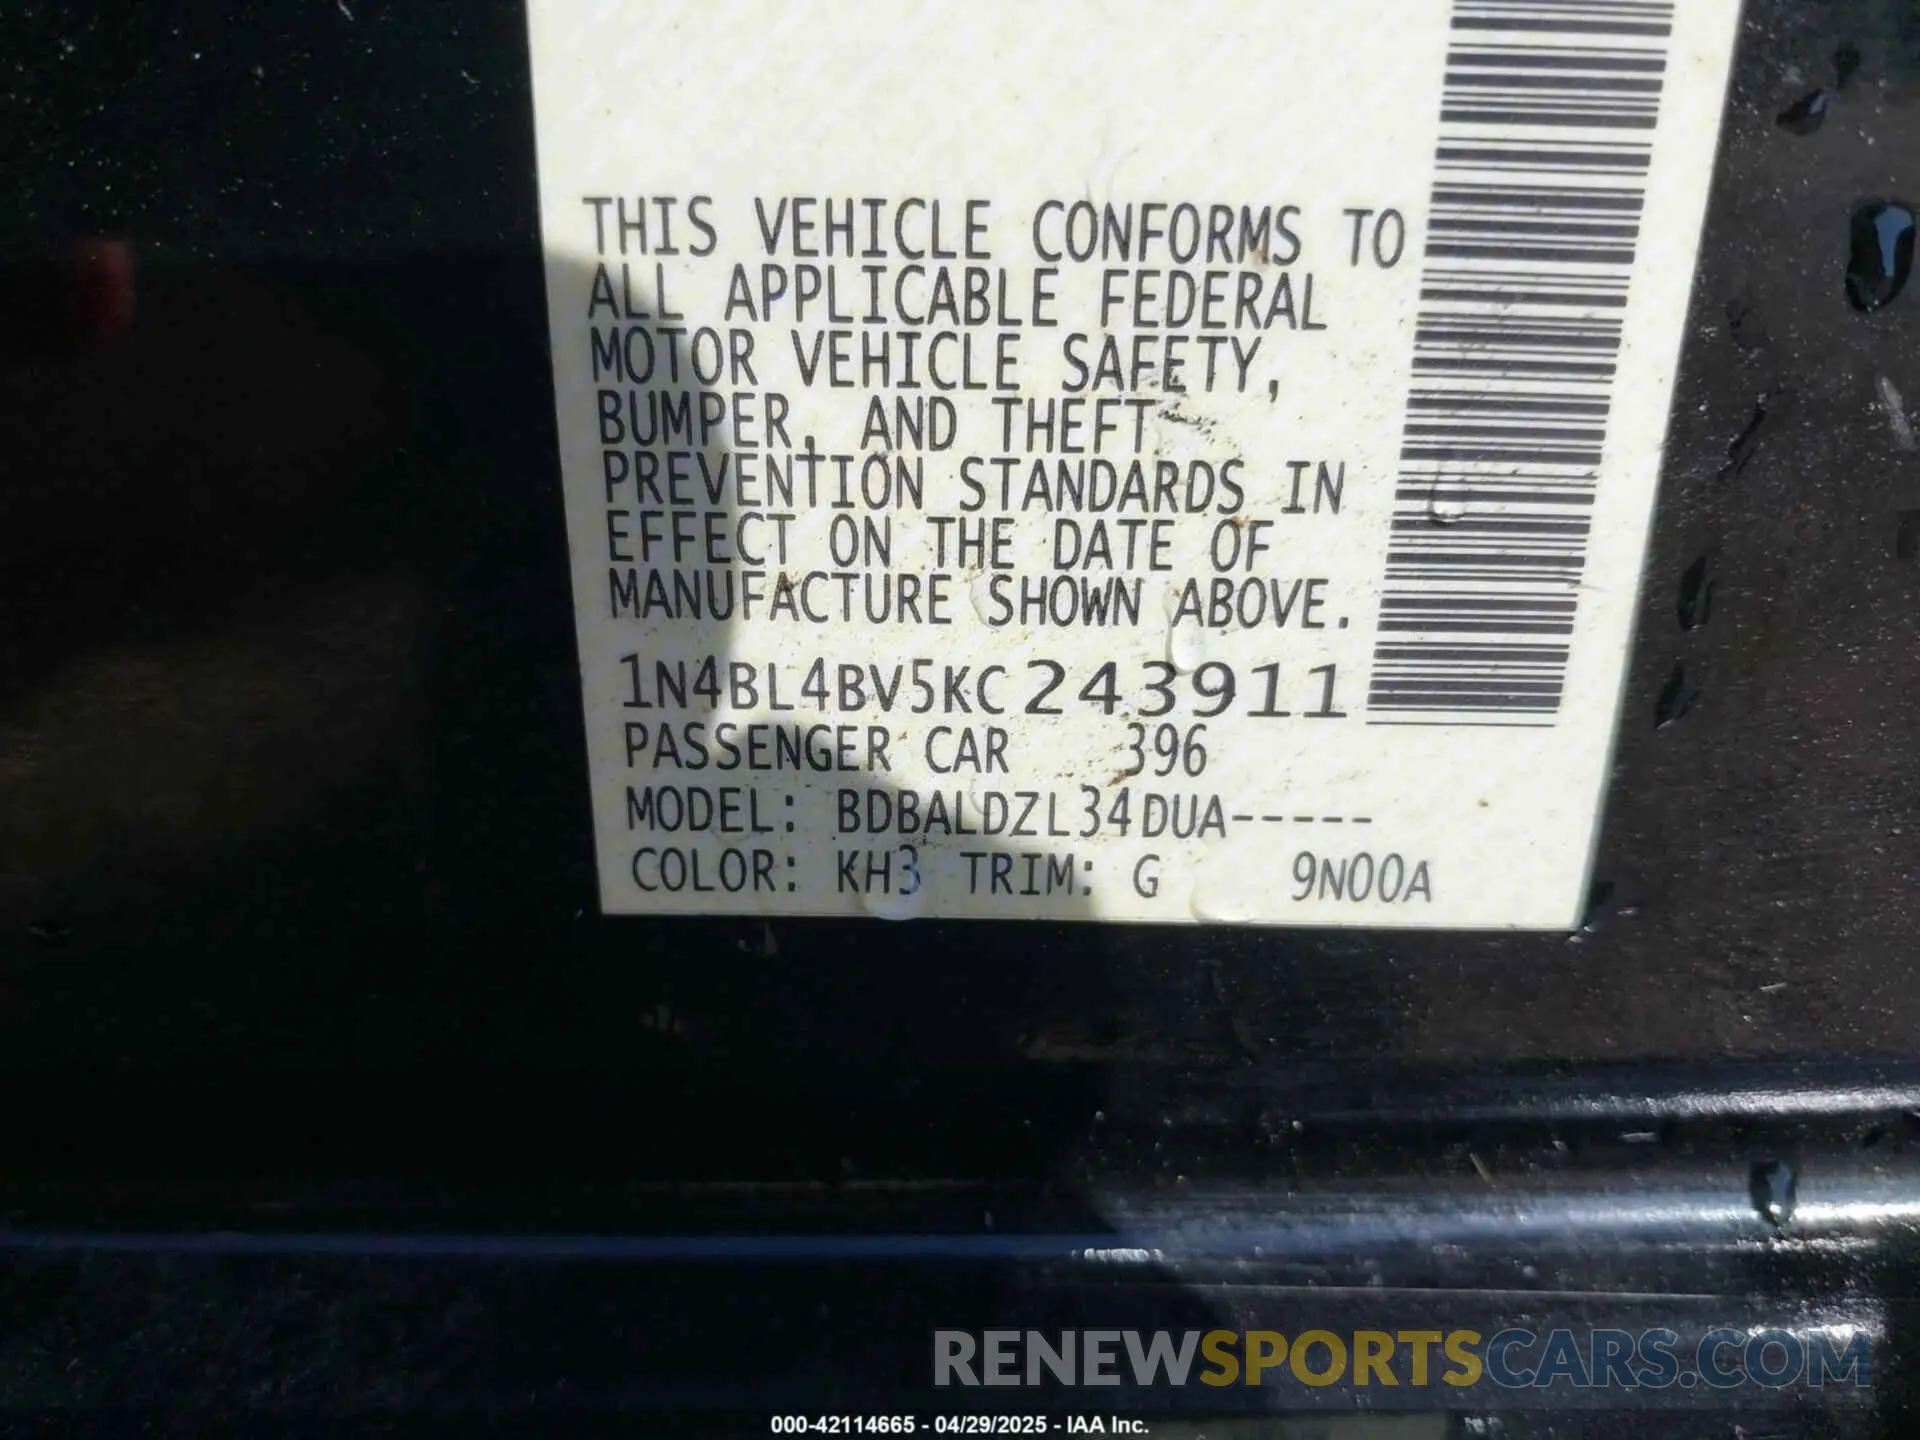 THIS VEHICLE CONFORMS TO
ALL APPLICABLE FEDERAL
MOTOR VEHICLE SAFETY,
BUMPER, AND THEFT
PREVENTION STANDARDS IN
EFFECT ON THE DATE OF
MANUFACTURE SHOWN ABOVE.
1N4BL4BV5KC243911
PASSENGER CAR 396
MODEL: BDBALDZL34DUA-----
COLOR: KH3 TRIM: G 9N00A
RENEWSPORTSCARS.COM
000-42114665 - 04/29/2025 - IAA Inc.